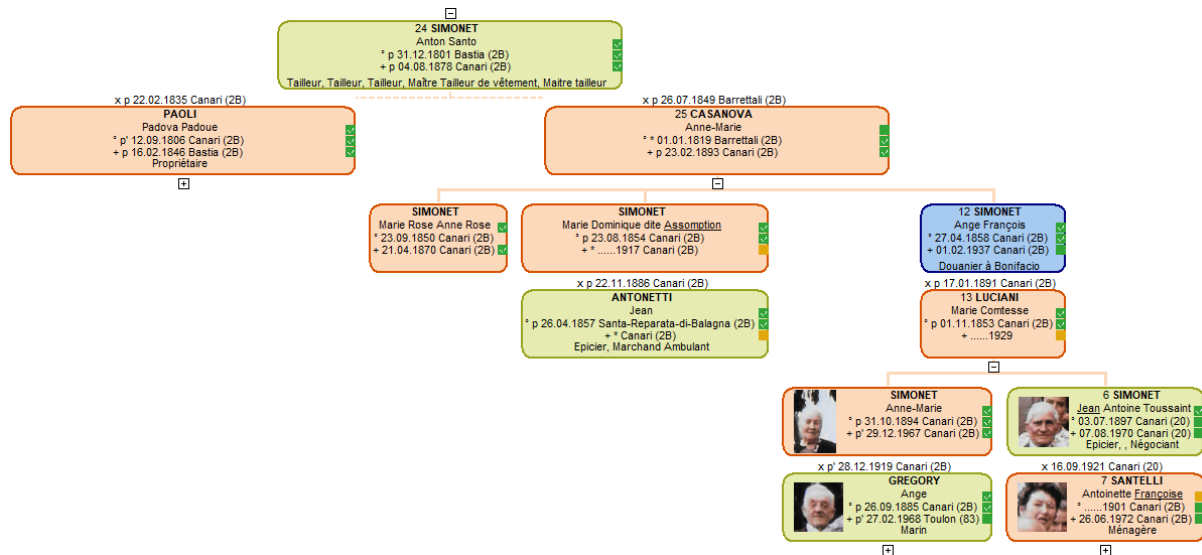 24 SIMONET
Anton Santo
° p 31.12.1801 Bastia (2B)
+ p 04.08.1878 Canari (2B)
Tailleur, Tailleur, Tailleur, Maître Tailleur de vêtement, Maitre tailleur
x p 22.02.1835 Canari (2B)
PAOLI
Padova Padoue
° p' 12.09.1806 Canari (2B)
+ p 16.02.1846 Bastia (2B)
Propriétaire
x p 26.07.1849 Barrettali (2B)
25 CASANOVA
Anne-Marie
° * 01.01.1819 Barrettali (2B)
+ p 23.02.1893 Canari (2B)
SIMONET
Marie Rose Anne Rose
° 23.09.1850 Canari (2B)
+ 21.04.1870 Canari (2B)
SIMONET
Marie Dominique dite Assomption
° p 23.08.1854 Canari (2B)
+ * ......1917 Canari (2B)
x p 22.11.1886 Canari (2B)
ANTONETTI
Jean
° p 26.04.1857 Santa-Reparata-di-Balagna (2B)
+ * Canari (2B)
Epicier, Marchand Ambulant
12 SIMONET
Ange François
° 27.04.1858 Canari (2B)
+ 01.02.1937 Canari (2B)
Douanier à Bonifacio
x p 17.01.1891 Canari (2B)
13 LUCIANI
Marie Comtesse
° p 01.11.1853 Canari (2B)
+ ......1929
SIMONET
Anne-Marie
° p 31.10.1894 Canari (2B)
+ p' 29.12.1967 Canari (2B)
x p' 28.12.1919 Canari (2B)
GREGORY
Ange
° p 26.09.1885 Canari (2B)
+ p' 27.02.1968 Toulon (83)
Marin
6 SIMONET
Jean Antoine Toussaint
° 03.07.1897 Canari (20)
+ 07.08.1970 Canari (20)
Epicier, , Négociant
x 16.09.1921 Canari (20)
7 SANTELLI
Antoinette Françoise
° ......1901 Canari (2B)
+ 26.06.1972 Canari (2B)
Ménagère